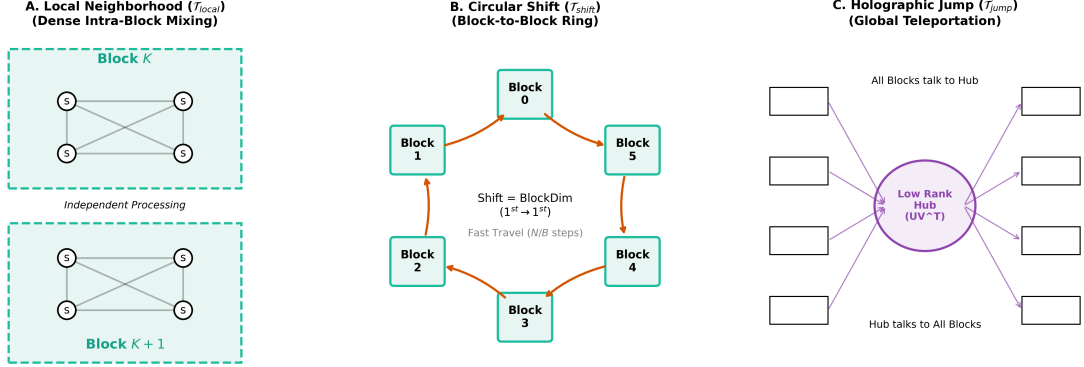 A. Local Neighborhood (𝒯local)
(Dense Intra-Block Mixing)
Block K
S S
S S
Independent Processing
S S
S S
Block K + 1
B. Circular Shift (𝒯shift)
(Block-to-Block Ring)
Block
0
Block
1
Block
5
Shift = BlockDim
(1st → 1st)
Fast Travel (N/B steps)
Block
2
Block
4
Block
3
C. Holographic Jump (𝒯jump)
(Global Teleportation)
All Blocks talk to Hub
Low Rank
Hub
(UV^T)
Hub talks to All Blocks